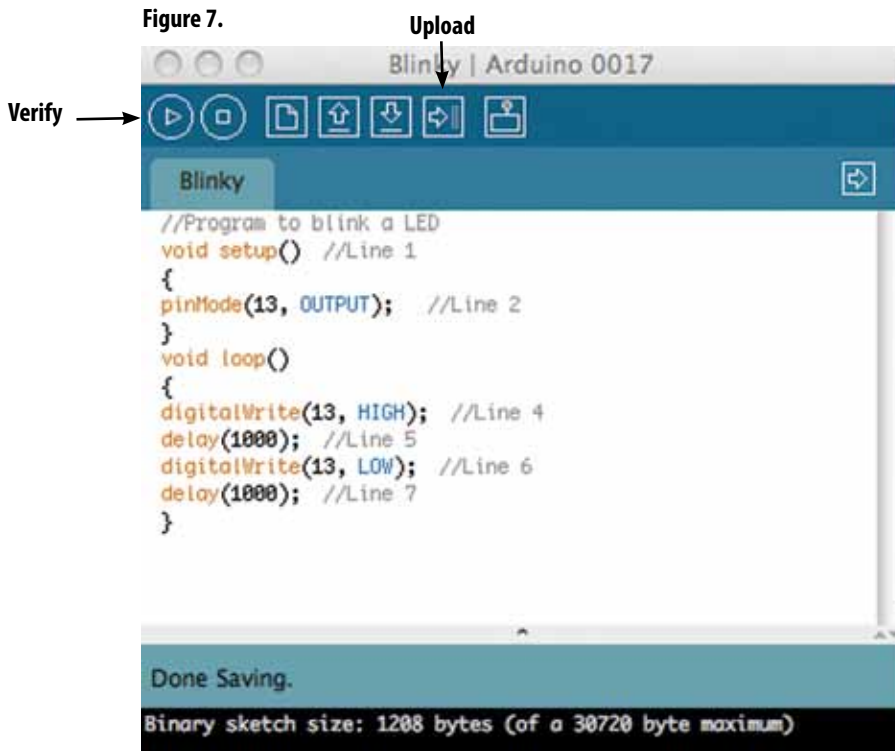 Figure 7.
Upload
Blinky | Arduino 0017
Verify
Blinky
//Program to blink a LED
void setup() //Line 1
{
pinMode(13, OUTPUT); //Line 2
}
void loop()
{
digitalWrite(13, HIGH); //Line 4
delay(1000); //Line 5
digitalWrite(13, LOW); //Line 6
delay(1000); //Line 7
}
Done Saving.
Binary sketch size: 1208 bytes (of a 30720 byte maximum)